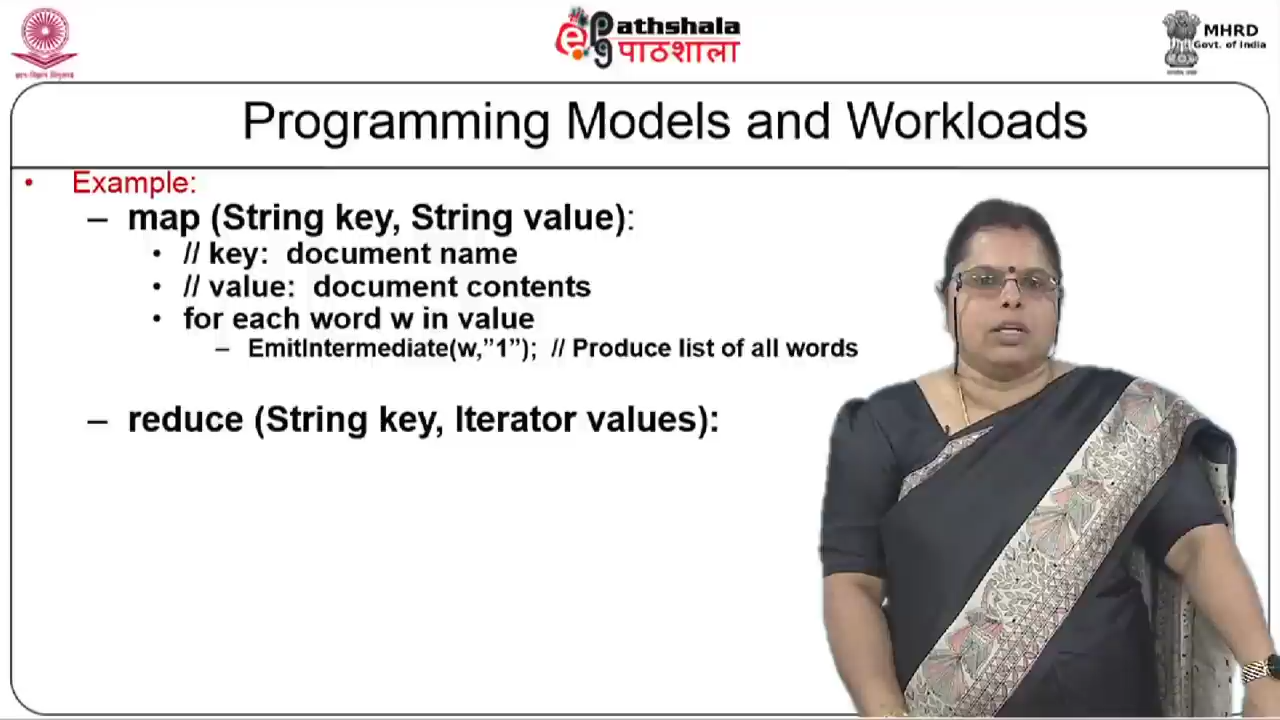 ePg Pathshala
पाठशाला
MHRD
Govt. of India
Programming Models and Workloads
• Example:
– map (String key, String value):
• // key: document name
• // value: document contents
• for each word w in value
– EmitIntermediate(w,”1”); // Produce list of all words
– reduce (String key, Iterator values):